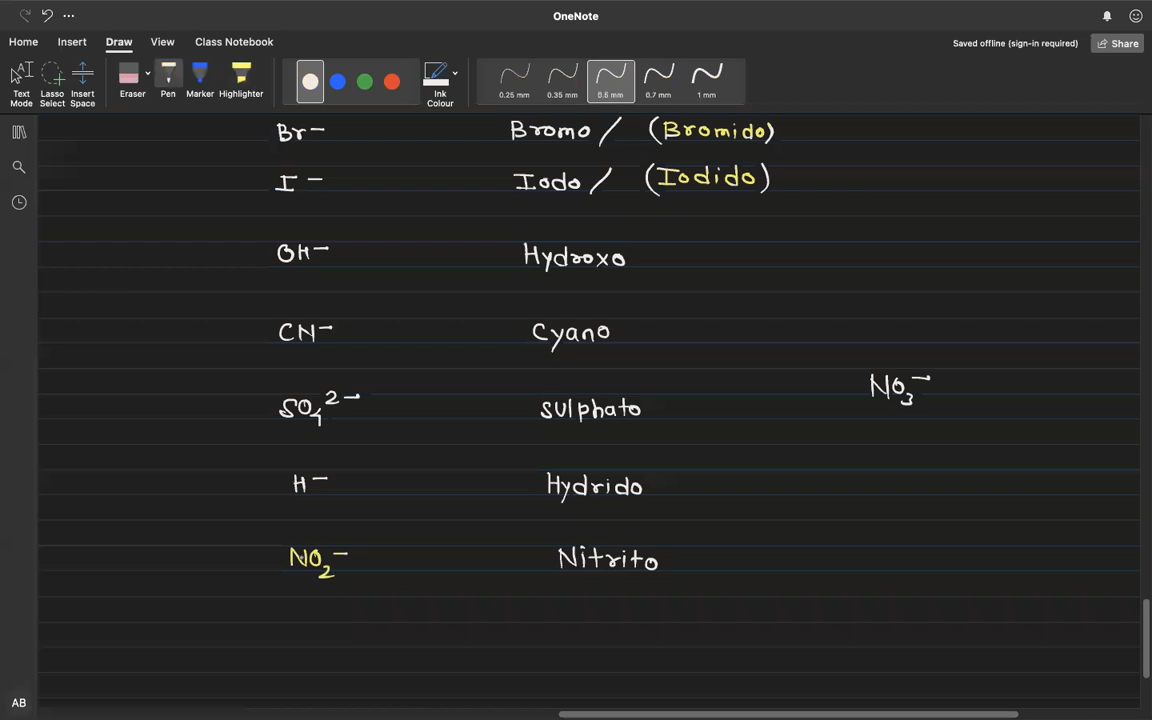 OneNote
Home Insert Draw View Class Notebook
Saved offline (sign-in required) Share
Text Mode
Lasso Select
Insert Space
Eraser
Pen
Marker
Highlighter
Ink Colour
0.25 mm
0.35 mm
0.5 mm
0.7 mm
1 mm
Br⁻ Bromo / (Bromido)
I⁻ Iodo / (Iodido)
OH⁻ Hydroxo
CN⁻ Cyano
NO₃⁻
SO₄²⁻ sulphato
H⁻ Hydrido
NO₂⁻ Nitrito
AB